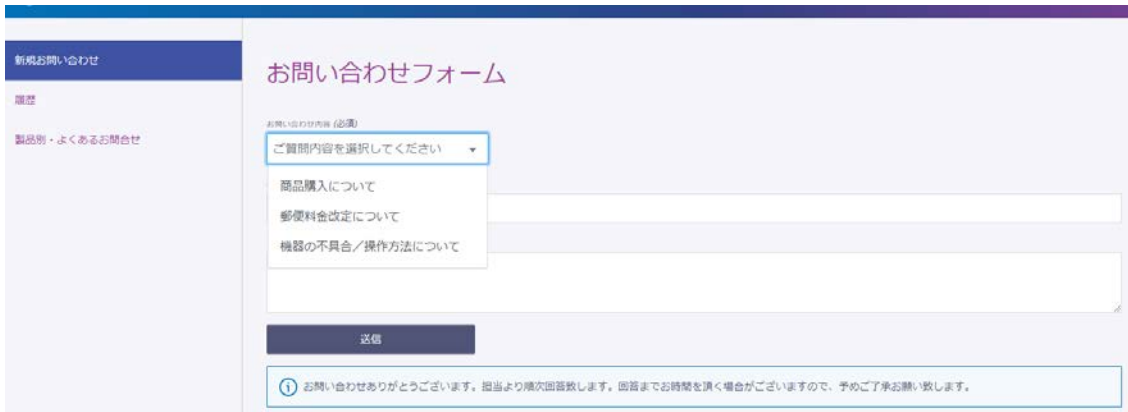 新規お問い合わせ
履歴
製品別・よくあるお問合せ
お問い合わせフォーム
お問い合わせ内容 (必須)
ご質問内容を選択してください
商品購入について
郵便料金改定について
機器の不具合／操作方法について
送信
お問い合わせありがとうございます。担当より順次回答致します。回答までお時間を頂く場合がございますので、予めご了承お願い致します。